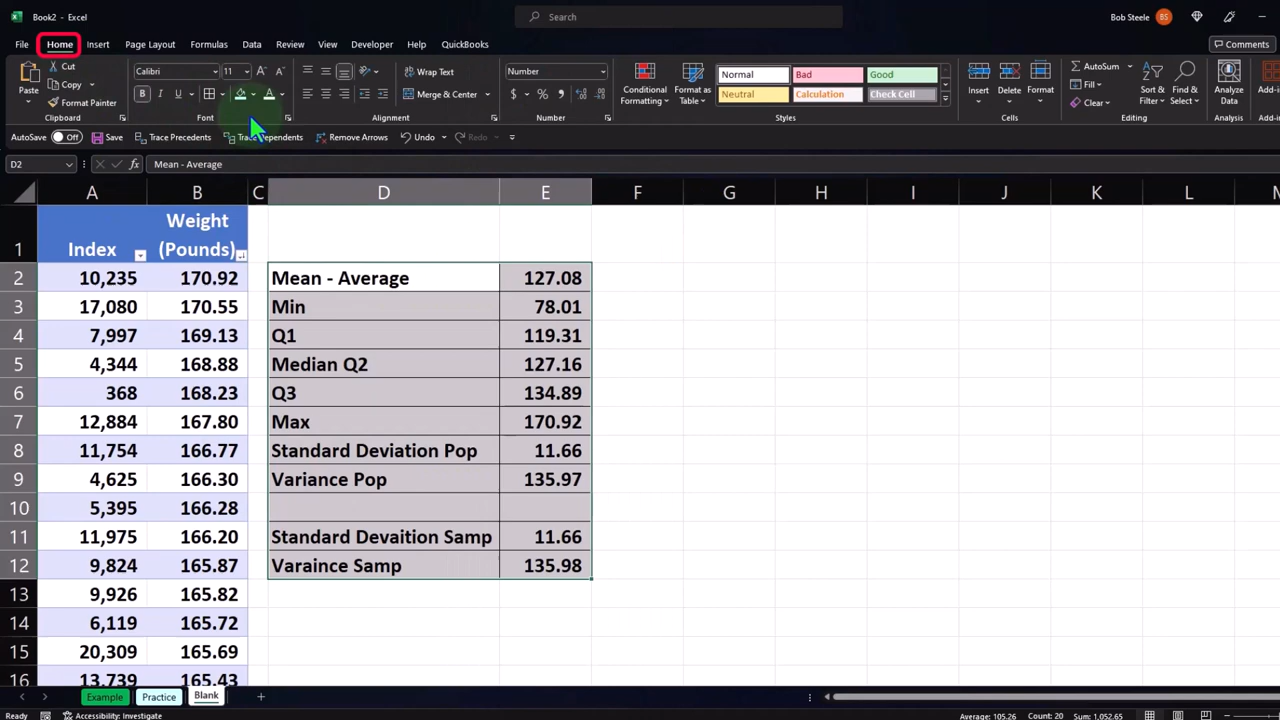 Book2 - Excel
Search
Bob Steele BS
File Home Insert Page Layout Formulas Data Review View Developer Help QuickBooks Comments
Paste Cut Copy Format Painter Clipboard
Calibri 11 B I U A Font
Wrap Text Merge & Center Alignment
Number $ % Number
Conditional Formatting Format as Table
Normal Bad Good
Neutral Calculation Check Cell
Styles
Insert Delete Format Cells
AutoSum Fill Clear Sort & Filter Find & Select Editing
Analyze Data Add-in
AutoSave Off Save Trace Precedents Trace Dependents Remove Arrows Undo Redo
D2 fx Mean - Average
A B C D E F G H I J K L M
1 Index Weight (Pounds)
2 10,235 170.92 Mean - Average 127.08
3 17,080 170.55 Min 78.01
4 7,997 169.13 Q1 119.31
5 4,344 168.88 Median Q2 127.16
6 368 168.23 Q3 134.89
7 12,884 167.80 Max 170.92
8 11,754 166.77 Standard Deviation Pop 11.66
9 4,625 166.30 Variance Pop 135.97
10 5,395 166.28
11 11,975 166.20 Standard Devaition Samp 11.66
12 9,824 165.87 Varaince Samp 135.98
13 9,926 165.82
14 6,119 165.72
15 20,309 165.69
16 13,739 165.43
Example Practice Blank
Ready Accessibility: Investigate Average: 105.26 Count: 20 Sum: 1,052.65